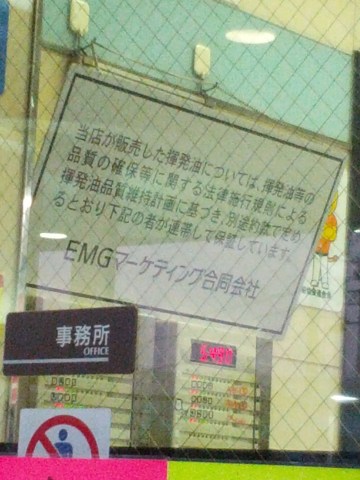 当店が販売した揮発油については、揮発油等の
品質の確保等に関する法律施行規則による
揮発油品質維持計画に基づき、別途約款で定め
るとおり下記の者が連帯して保証しています。
EMGマーケティング合同会社
事務所
OFFICE